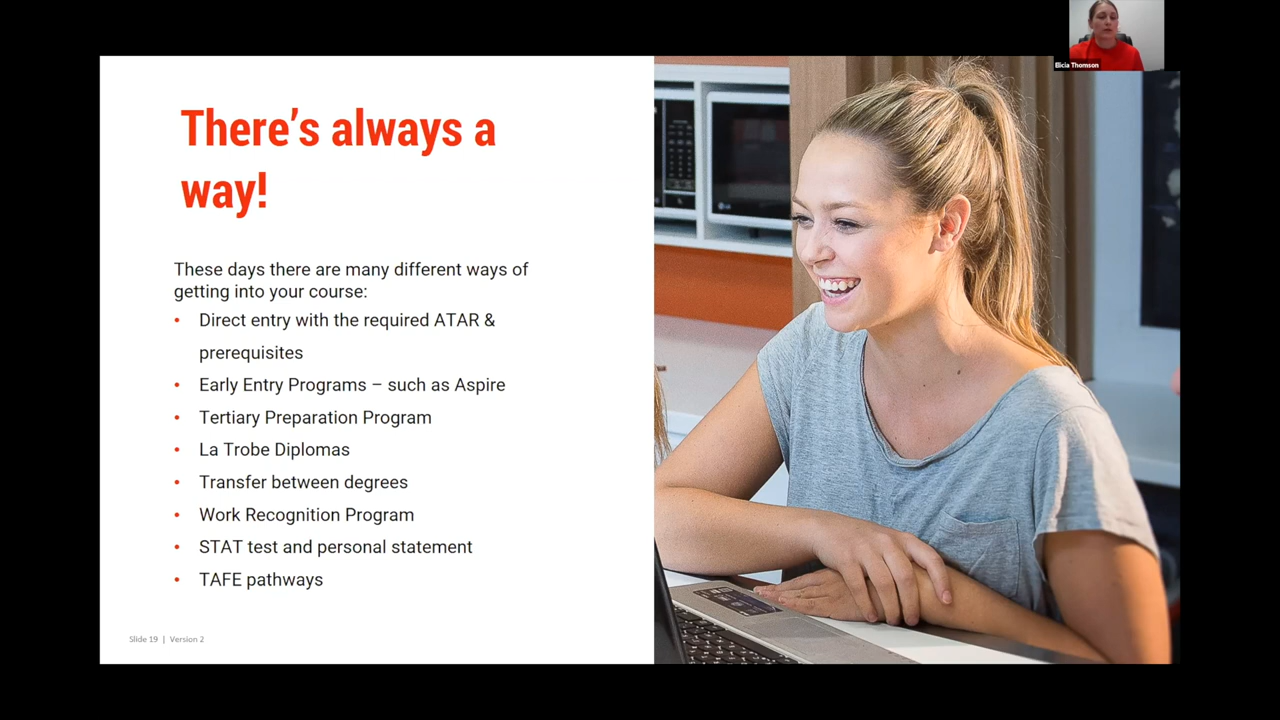 Elicia Thomson
There’s always a
way!
These days there are many different ways of
getting into your course:
• Direct entry with the required ATAR &
prerequisites
• Early Entry Programs – such as Aspire
• Tertiary Preparation Program
• La Trobe Diplomas
• Transfer between degrees
• Work Recognition Program
• STAT test and personal statement
• TAFE pathways
Slide 19 | Version 2